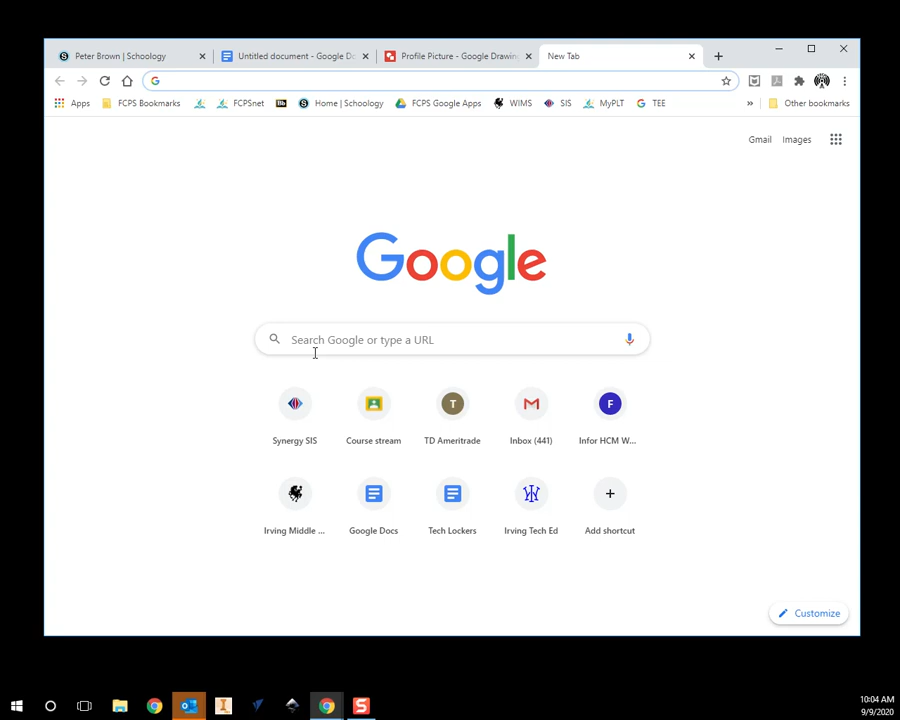 Peter Brown | Schoology
Untitled document - Google Do
Profile Picture - Google Drawing
New Tab
Apps
FCPS Bookmarks
FCPSnet
Home | Schoology
FCPS Google Apps
WIMS
SIS
MyPLT
TEE
»
Other bookmarks
Gmail
Images
Google
Search Google or type a URL
Synergy SIS
Course stream
T
TD Ameritrade
Inbox (441)
F
Infor HCM W...
Irving Middle ...
Google Docs
Tech Lockers
Irving Tech Ed
Add shortcut
Customize
10:04 AM
9/9/2020